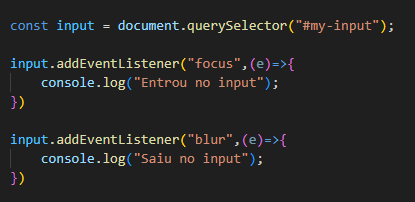 const input = document.querySelector("#my-input");
input.addEventListener("focus",(e)=>{
    console.log("Entrou no input");
})
input.addEventListener("blur",(e)=>{
    console.log("Saiu no input");
})